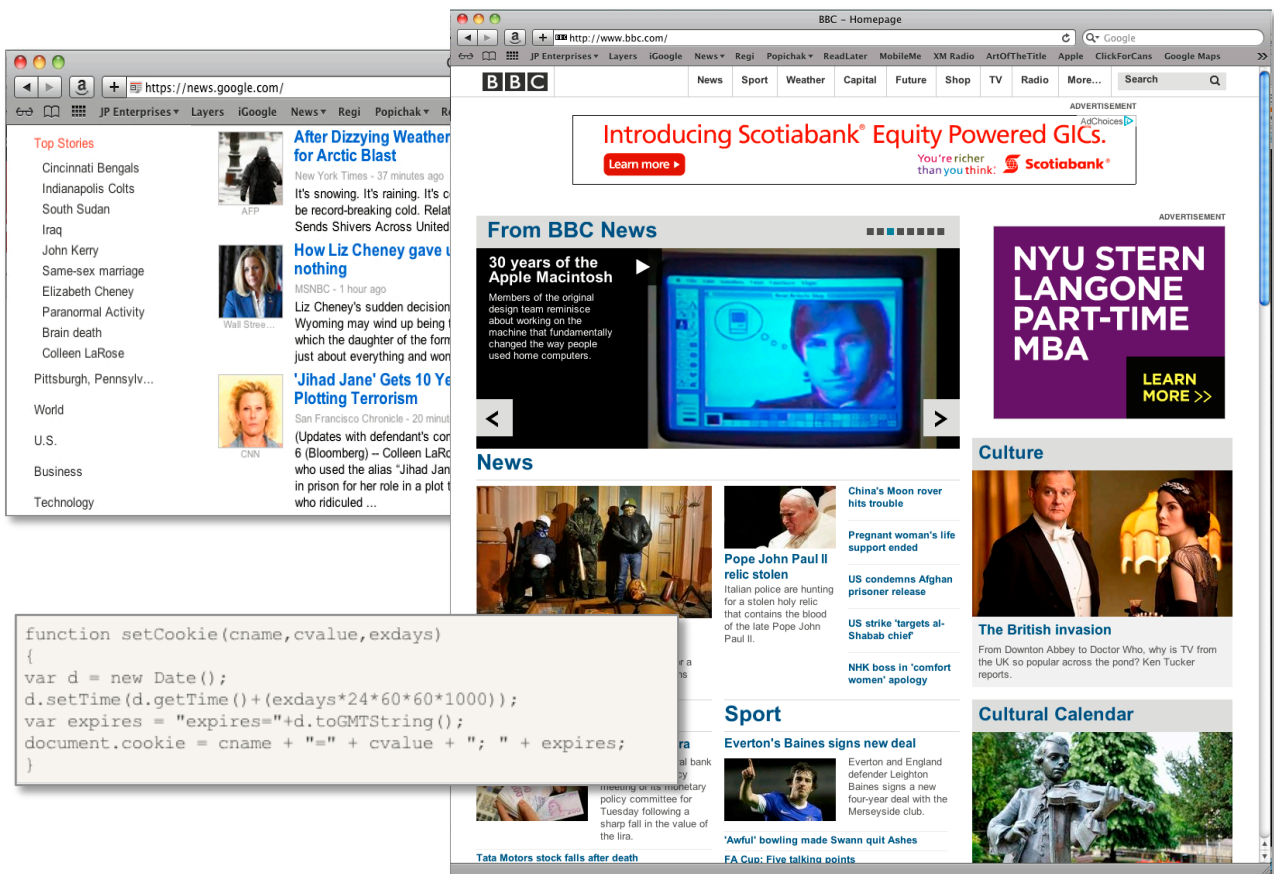 https://news.google.com/
JP Enterprises Layers iGoogle News Regi Popichak
Top Stories
Cincinnati Bengals
Indianapolis Colts
South Sudan
Iraq
John Kerry
Same-sex marriage
Elizabeth Cheney
Paranormal Activity
Brain death
Colleen LaRose
Pittsburgh, Pennsylv...
World
U.S.
Business
Technology
After Dizzying Weather
for Arctic Blast
New York Times - 37 minutes ago
It's snowing. It's raining. It's
be record-breaking cold.
Sends Shivers Across United
AFP
How Liz Cheney gave
nothing
MSNBC - 1 hour ago
Liz Cheney's sudden decision
Wyoming may wind up being
which the daughter of the
just about everything and
Wall Stree...
'Jihad Jane' Gets 10
Plotting Terrorism
San Francisco Chronicle - 20
(Updates with defendant's
6 (Bloomberg) -- Colleen
who used the alias "Jihad
in prison for her role in a plot
who ridiculed ...
CNN
BBC - Homepage
http://www.bbc.com/
Google
JP Enterprises Layers iGoogle News Regi Popichak ReadLater MobileMe XM Radio ArtOfTheTitle Apple ClickForCans Google Maps
BBC
News Sport Weather Capital Future Shop TV Radio More... Search
ADVERTISEMENT
AdChoices
Introducing Scotiabank® Equity Powered GICs.
Learn more
You're richer
than you think.
Scotiabank®
From BBC News
30 years of the
Apple Macintosh
Members of the original
design team reminisce
about working on the
machine that fundamentally
changed the way people
used home computers.
ADVERTISEMENT
NYU STERN
LANGONE
PART-TIME
MBA
LEARN
MORE >>
News
Pope John Paul II
relic stolen
Italian police are hunting
for a stolen holy relic
that contains the blood
of the late Pope John
Paul II.
China's Moon rover
hits trouble
Pregnant woman's life
support ended
US condemns Afghan
prisoner release
US strike 'targets al-
Shabab chief'
NHK boss in 'comfort
women' apology
Culture
The British invasion
From Downton Abbey to Doctor Who, why is TV from
the UK so popular across the pond? Ken Tucker
reports.
Cultural Calendar
function setCookie(cname,cvalue,exdays)
{
var d = new Date();
d.setTime(d.getTime()+(exdays*24*60*60*1000));
var expires = "expires="+d.toGMTString();
document.cookie = cname + "=" + cvalue + "; " + expires;
}
bank
meeting of its monetary
policy committee for
Tuesday following a
sharp fall in the value of
the lira.
Tata Motors stock falls after death
Sport
Everton's Baines signs new deal
Everton and England
defender Leighton
Baines signs a new
four-year deal with the
Merseyside club.
'Awful' bowling made Swann quit Ashes
FA Cup: Five talking points